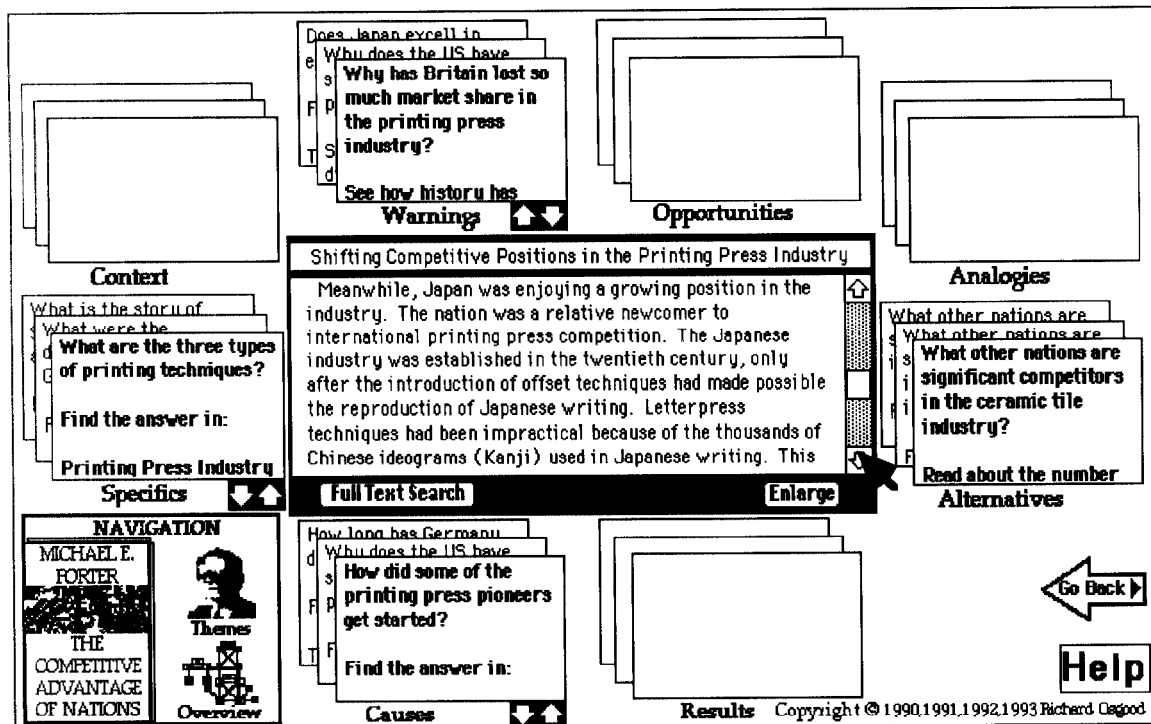 Does Japan excell in
Why does the US have
Why has Britain lost so
much market share in
the printing press
industry?
See how history has
Warnings
Opportunities
Context
Analogies
Shifting Competitive Positions in the Printing Press Industry
Meanwhile, Japan was enjoying a growing position in the
industry. The nation was a relative newcomer to
international printing press competition. The Japanese
industry was established in the twentieth century, only
after the introduction of offset techniques had made possible
the reproduction of Japanese writing. Letterpress
techniques had been impractical because of the thousands of
Chinese ideograms (Kanji) used in Japanese writing. This
Full Text Search
Enlarge
What is the story of
What were the
What are the three types
of printing techniques?
Find the answer in:
Printing Press Industry
Specifics
What other nations are
What other nations are
What other nations are
significant competitors
in the ceramic tile
industry?
Read about the number
Alternatives
NAVIGATION
MICHAEL E.
PORTER
THE
COMPETITIVE
ADVANTAGE
OF NATIONS
Themes
Overview
How long has Germany
Why does the US have
How did some of the
printing press pioneers
get started?
Find the answer in:
Causes
Results
Go Back
Help
Copyright © 1990,1991,1992,1993 Richard Osgood